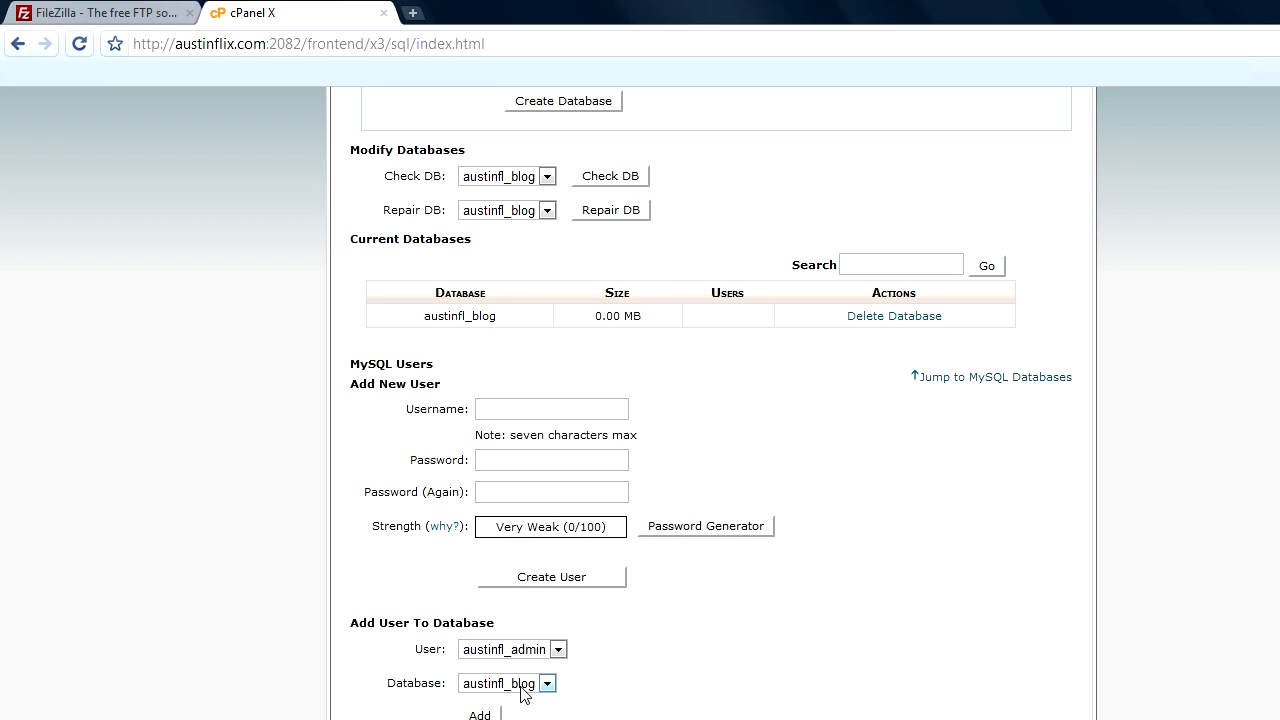 FileZilla - The free FTP so...
cPanel X
http://austinflix.com:2082/frontend/x3/sql/index.html
Create Database
Modify Databases
Check DB: austinfl_blog Check DB
Repair DB: austinfl_blog Repair DB
Current Databases
Search Go
Database Size Users Actions
austinfl_blog 0.00 MB Delete Database
MySQL Users
Add New User
Jump to MySQL Databases
Username:
Note: seven characters max
Password:
Password (Again):
Strength (why?): Very Weak (0/100) Password Generator
Create User
Add User To Database
User: austinfl_admin
Database: austinfl_blog
Add